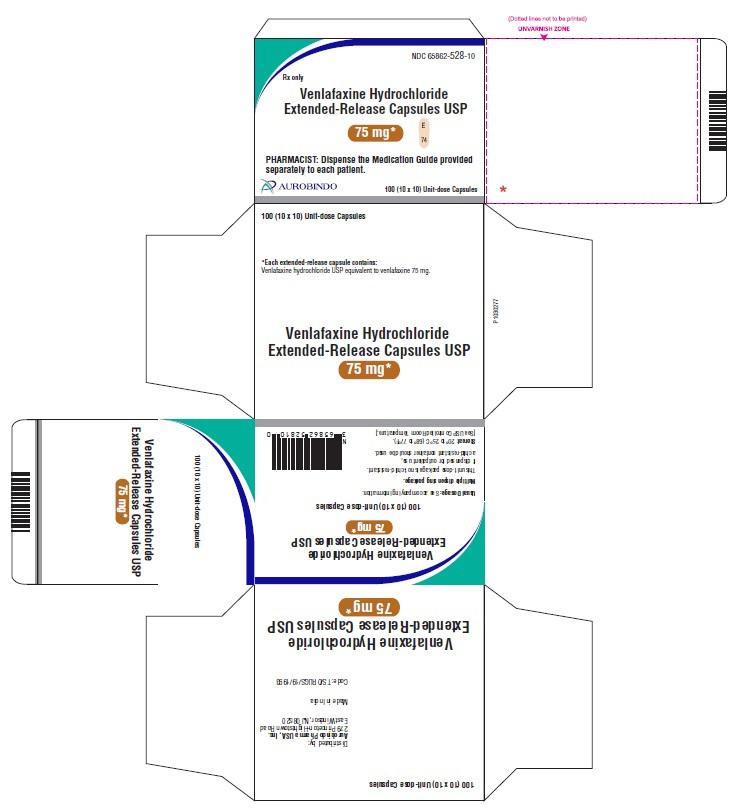 (Dotted lines not to be printed)
UNVARNISH ZONE
NDC 65862-528-10
Rx only
Venlafaxine Hydrochloride
Extended-Release Capsules USP
75 mg*
E
74
PHARMACIST: Dispense the Medication Guide provided
separately to each patient.
AUROBINDO
100 (10 x 10) Unit-dose Capsules
*
100 (10 x 10) Unit-dose Capsules
*Each extended-release capsule contains:
Venlafaxine hydrochloride USP equivalent to venlafaxine 75 mg.
P1030277
Venlafaxine Hydrochloride
Extended-Release Capsules USP
75 mg*
Venlafaxine Hydrochloride
Extended-Release Capsules USP
75 mg*
100 (10 x 10) Unit-dose Capsules
Venlafaxine Hydrochloride
Extended-Release Capsules USP
75 mg*
100 (10 x 10) Unit-dose Capsules
Usual Dosage: See accompanying information.
Multiple dispensing package.
This unit dose package is not child-resistant.
If dispensed for outpatient use,
a child-resistant container should be used.
Store at 20° to 25°C (68° to 77°F);
[see USP Controlled Room Temperature].
N
3 65862 52810 0
100 (10 x 10) Unit-dose Capsules
Distributed by:
Aurobindo Pharma USA, Inc.
279 Princeton-Hightstown Road
East Windsor, NJ 08520
Made in India
Code: TS/DRUGS/19/1993
Venlafaxine Hydrochloride
Extended-Release Capsules USP
75 mg*